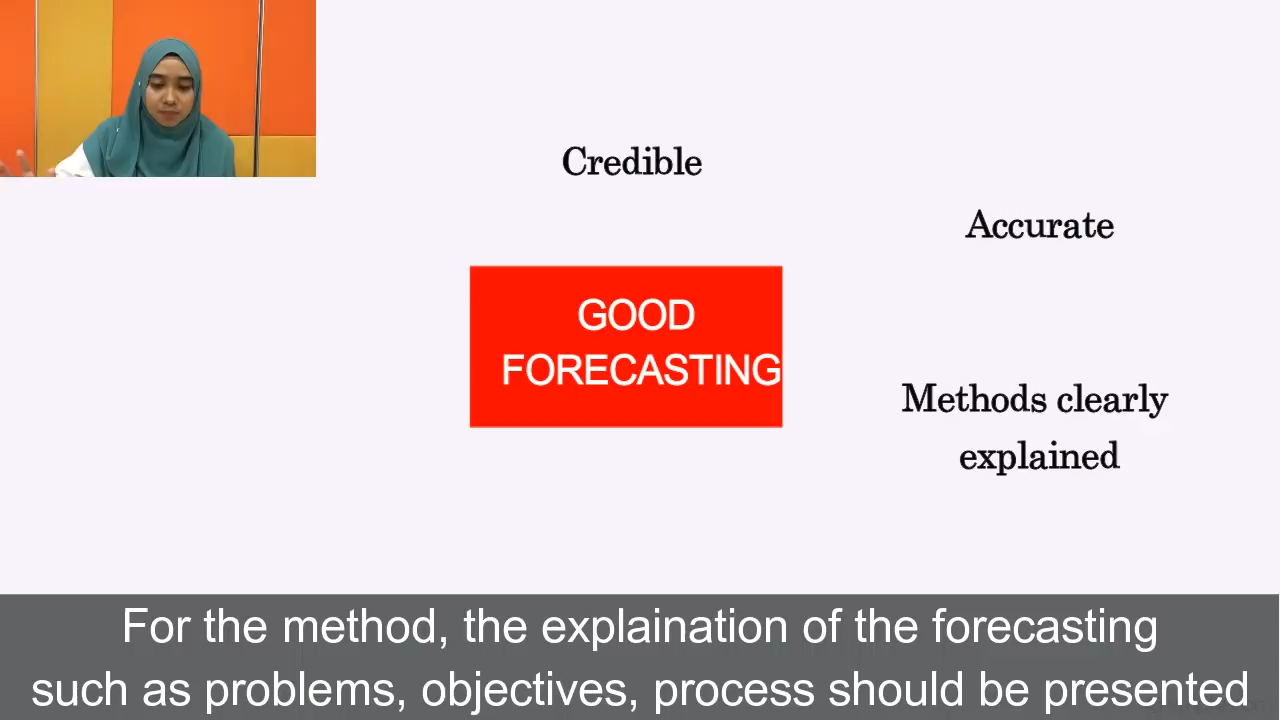 Credible
Accurate
GOOD
FORECASTING
Methods clearly
explained
For the method, the explaination of the forecasting
such as problems, objectives, process should be presented